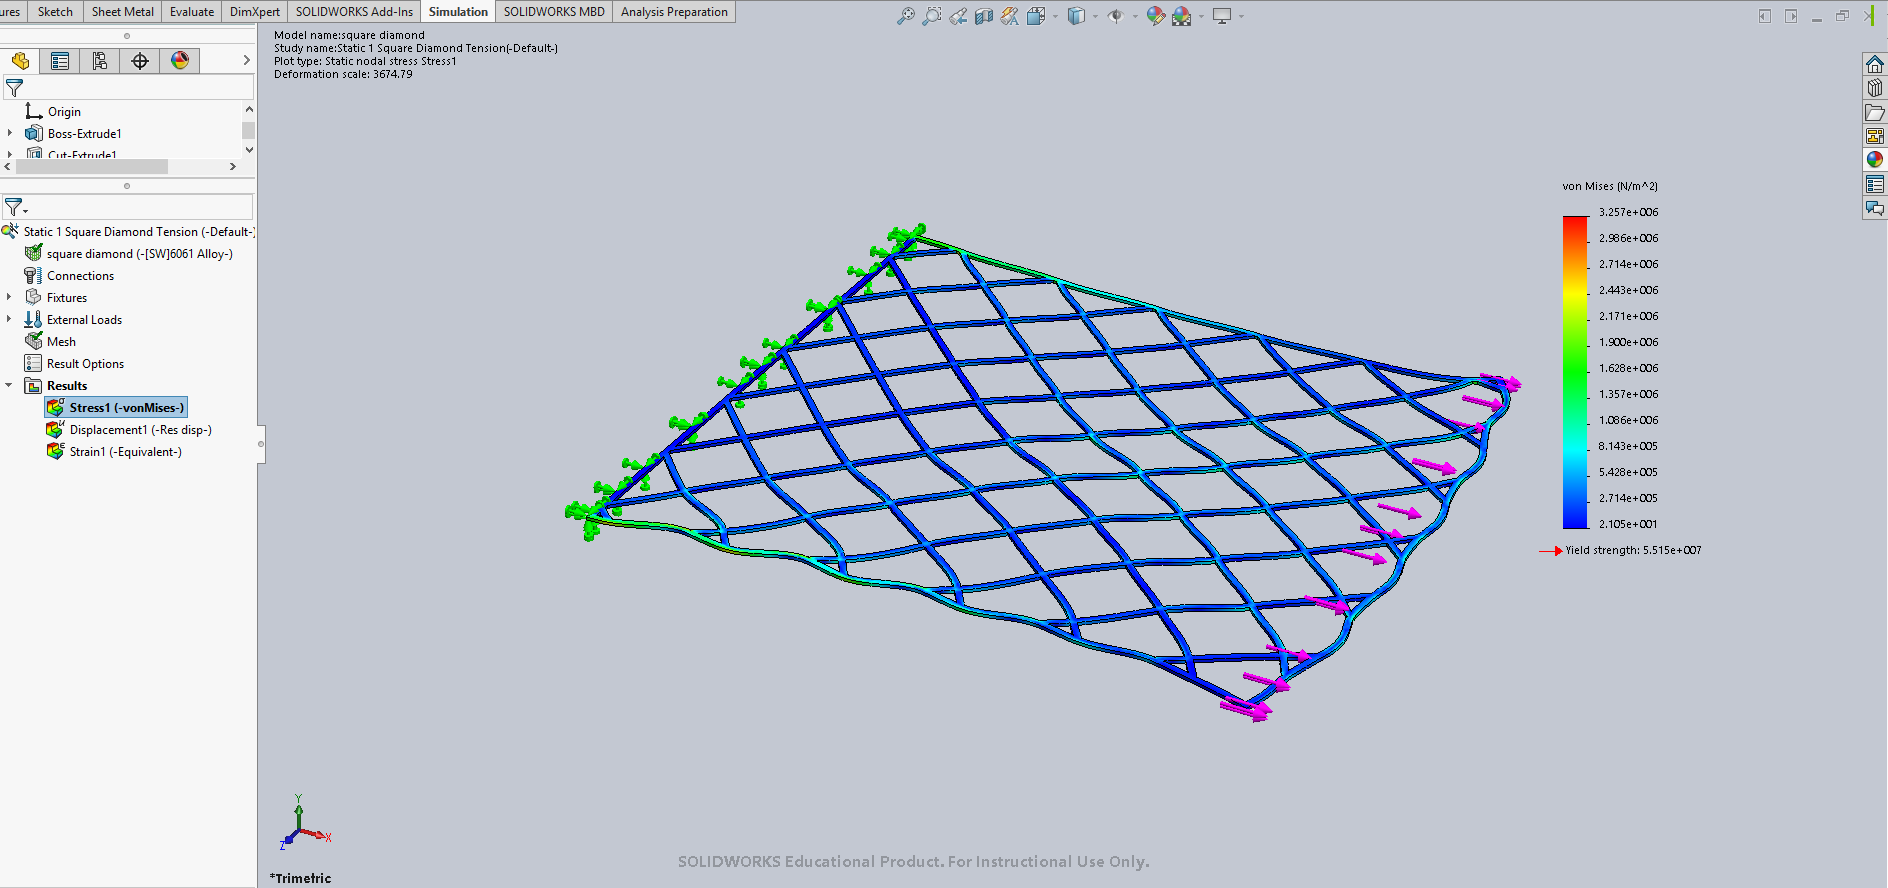 ures Sketch Sheet Metal Evaluate DimXpert SOLIDWORKS Add-Ins Simulation SOLIDWORKS MBD Analysis Preparation
Model name:square diamond
Study name:Static 1 Square Diamond Tension(-Default-)
Plot type: Static nodal stress Stress1
Deformation scale: 3674.79
Origin
Boss-Extrude1
Cut-Extrude1
Static 1 Square Diamond Tension (-Default-)
square diamond (-[SW]6061 Alloy-)
Connections
Fixtures
External Loads
Mesh
Result Options
Results
Stress1 (-vonMises-)
Displacement1 (-Res disp-)
Strain1 (-Equivalent-)
von Mises (N/m^2)
3.257e+006
2.986e+006
2.714e+006
2.443e+006
2.171e+006
1.900e+006
1.628e+006
1.357e+006
1.086e+006
8.143e+005
5.428e+005
2.714e+005
2.105e+001
Yield strength: 5.515e+007
Y
X
Z
SOLIDWORKS Educational Product. For Instructional Use Only.
*Trimetric